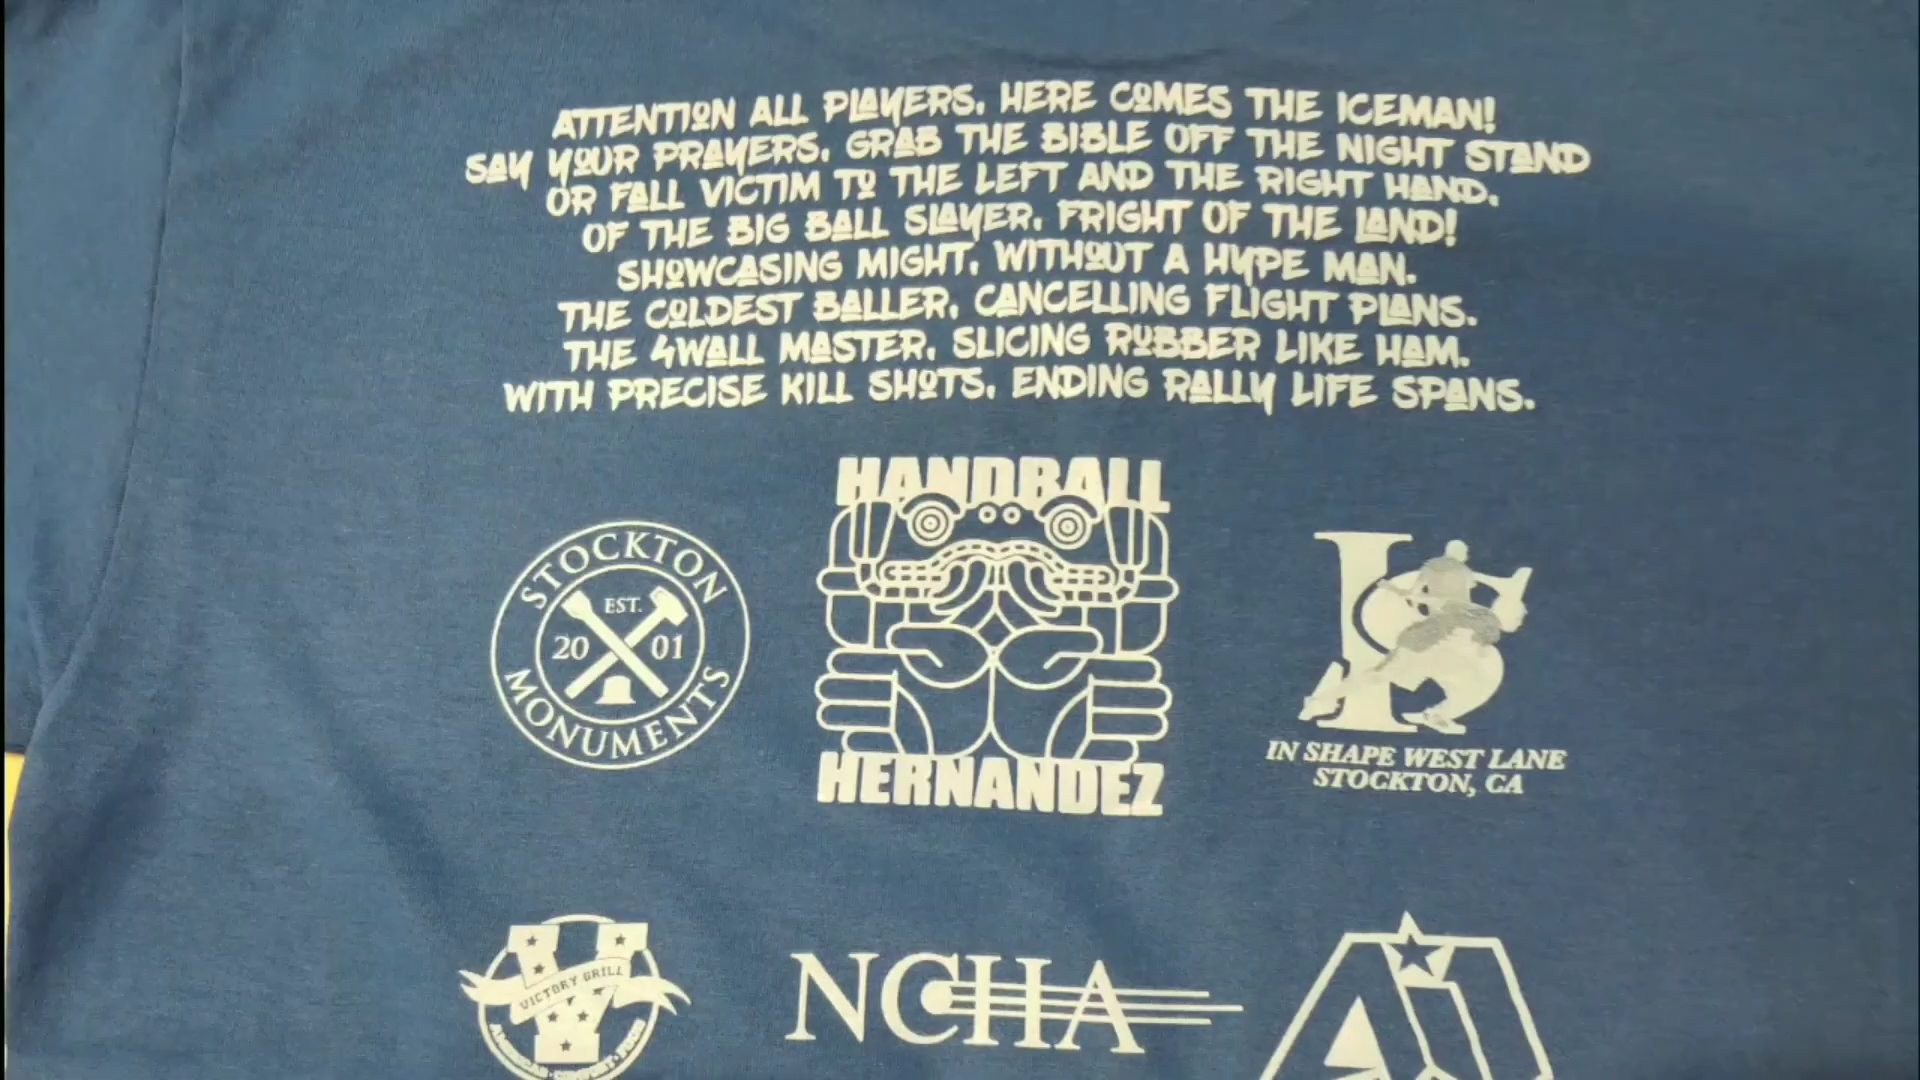 ATTENTION ALL PLAYERS, HERE COMES THE ICEMAN!
SAY YOUR PRAYERS, GRAB THE BIBLE OFF THE NIGHT STAND
OR FALL VICTIM TO THE LEFT AND THE RIGHT HAND,
OF THE BIG BALL SLAYER, FRIGHT OF THE LAND!
SHOWCASING MIGHT, WITHOUT A HYPE MAN.
THE COLDEST BALLER, CANCELLING FLIGHT PLANS.
THE 4WALL MASTER, SLICING RUBBER LIKE HAM.
WITH PRECISE KILL SHOTS, ENDING RALLY LIFE SPANS.
STOCKTON
EST.
20 01
MONUMENTS
HANDBALL
HERNANDEZ
IS
IN SHAPE WEST LANE
STOCKTON, CA
V
VICTORY GRILL
AMERICAN · COMFORT · FOOD
NCHA